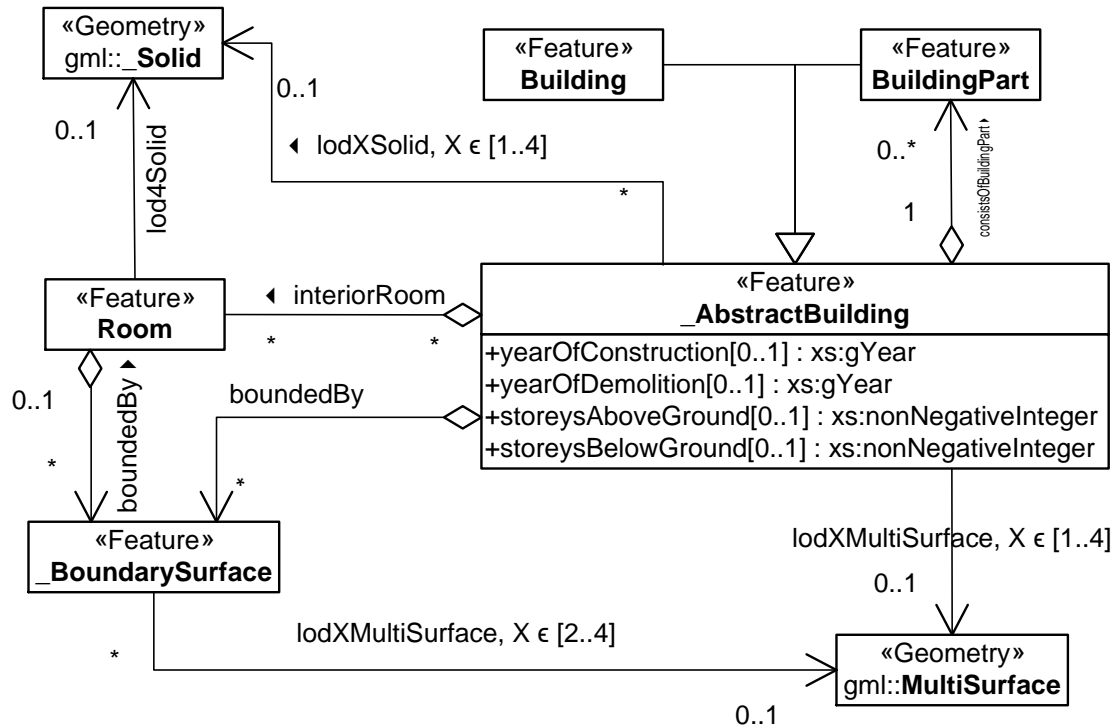 «Geometry»
gml::_Solid
«Feature»
Building
«Feature»
BuildingPart
0..1
0..1
lod4Solid
◄ lodXSolid, X ϵ [1..4]
*
0..*
1
consistsOfBuildingPart ►
«Feature»
Room
◄ interiorRoom
*
*
«Feature»
_AbstractBuilding
+yearOfConstruction[0..1] : xs:gYear
+yearOfDemolition[0..1] : xs:gYear
+storeysAboveGround[0..1] : xs:nonNegativeInteger
+storeysBelowGround[0..1] : xs:nonNegativeInteger
0..1
boundedBy ►
*
boundedBy
*
«Feature»
_BoundarySurface
lodXMultiSurface, X ϵ [1..4]
0..1
lodXMultiSurface, X ϵ [2..4]
*
0..1
«Geometry»
gml::MultiSurface